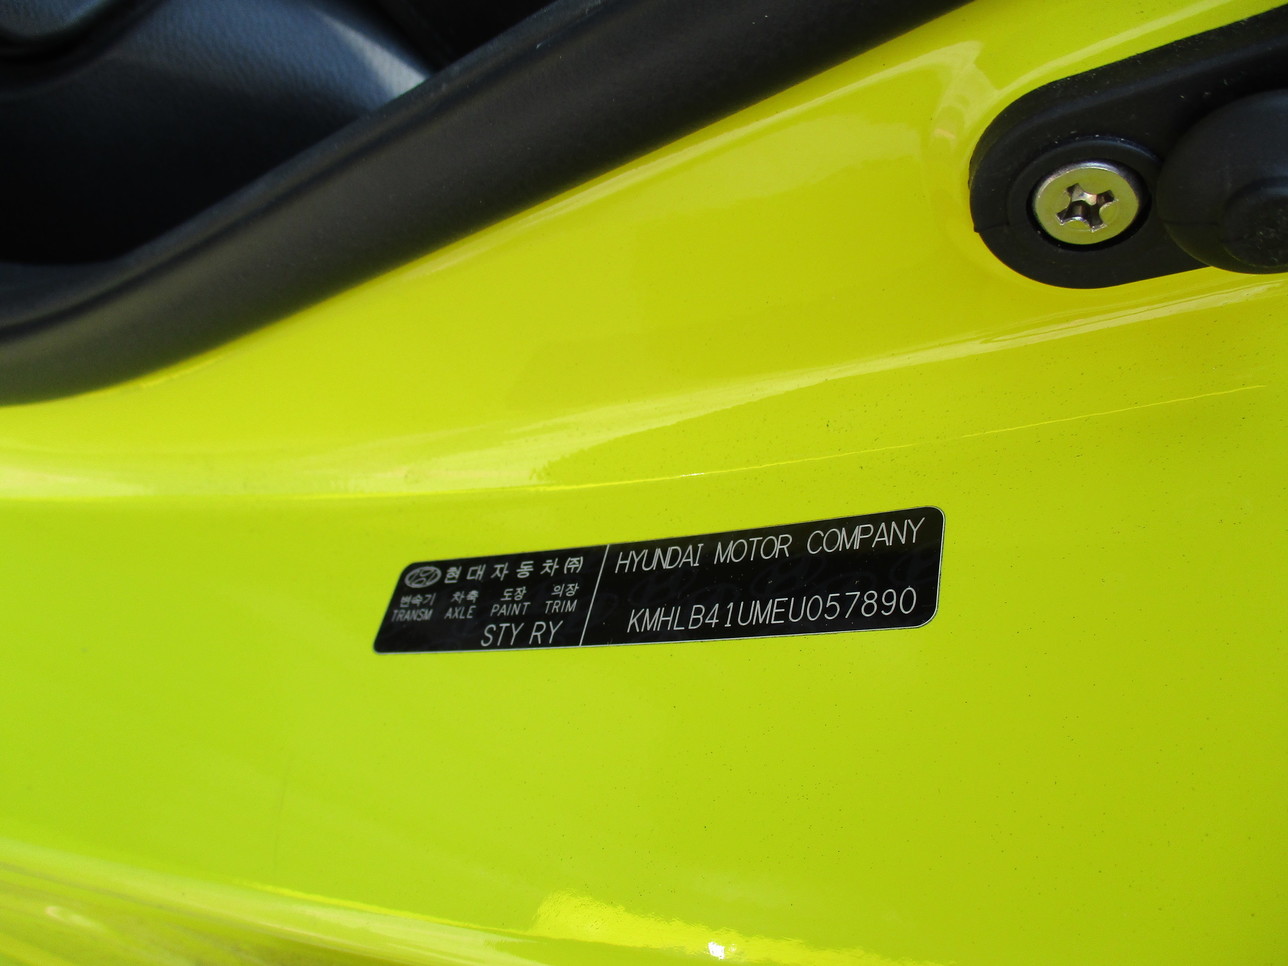 현대자동차㈜
변속기 차축 도장 의장
TRANSM AXLE PAINT TRIM
STY RY
HYUNDAI MOTOR COMPANY
KMHLB41UMEU057890